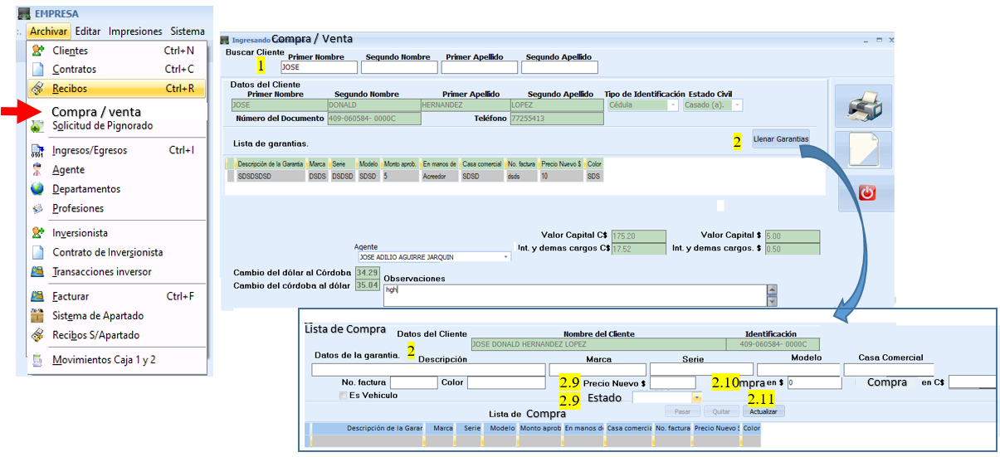 EMPRESA
Archivar Editar Impresiones Sistema
Clientes Ctrl+N
Contratos Ctrl+C
Recibos Ctrl+R
Compra / venta
Solicitud de Pignorado
Ingresos/Egresos Ctrl+I
Agente
Departamentos
Profesiones
Inversionista
Contrato de Inversionista
Transacciones inversor
Facturar Ctrl+F
Sistema de Apartado
Recibos S/Apartado
Movimientos Caja 1 y 2
Ingresando Compra / Venta
Buscar Cliente
1
Primer Nombre Segundo Nombre Primer Apellido Segundo Apellido
JOSE
Datos del Cliente
Primer Nombre Segundo Nombre Primer Apellido Segundo Apellido Tipo de Identificación Estado Civil
JOSE DONALD HERNANDEZ LOPEZ Cédula Casado (a).
Número del Documento 409-060584- 0000C Teléfono 77255413
Lista de garantias. 2 Llenar Garantias
Descripción de la Garantia Marca Serie Modelo Monto aprob. En manos de Casa comercial No. factura Precio Nuevo $ Color
SDSDSDSD DSDS DSDSD SDSD 5 Acreedor SDSD dsds 10 SDS
Valor Capital C$ 175.20 Valor Capital $ 5.00
Int. y demas cargos C$ 17.52 Int. y demas cargos. $ 0.50
Agente
JOSE ADILIO AGUIRRE JARQUIN
Cambio del dólar al Córdoba 34.29
Cambio del córdoba al dólar 35.04
Observaciones
hgh
Lista de Compra
Datos del Cliente Nombre del Cliente Identificación
JOSE DONALD HERNANDEZ LOPEZ 409-060584- 0000C
Datos de la garantia. 2
Descripción Marca Serie Modelo Casa Comercial
No. factura Color 2.9 Precio Nuevo $ 2.10 mpra en $ 0 Compra en C$
Es Vehiculo 2.9 Estado 2.11
Lista de Compra Pasar Quitar Actualizar
Descripción de la Garar Marca Serie Modelo Monto aprob En manos de Casa comercia No. factura Precio Nuevo $ Color